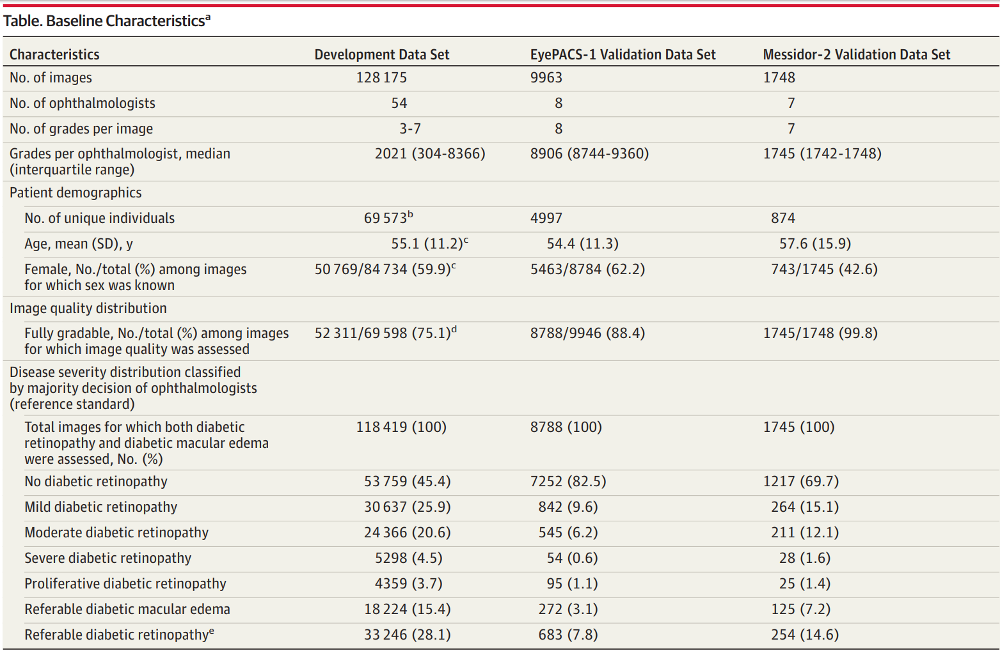 Table. Baseline Characteristicsa
Characteristics Development Data Set EyePACS-1 Validation Data Set Messidor-2 Validation Data Set
No. of images 128 175 9963 1748
No. of ophthalmologists 54 8 7
No. of grades per image 3-7 8 7
Grades per ophthalmologist, median 2021 (304-8366) 8906 (8744-9360) 1745 (1742-1748)
(interquartile range)
Patient demographics
No. of unique individuals 69 573b 4997 874
Age, mean (SD), y 55.1 (11.2)c 54.4 (11.3) 57.6 (15.9)
Female, No./total (%) among images 50 769/84 734 (59.9)c 5463/8784 (62.2) 743/1745 (42.6)
for which sex was known
Image quality distribution
Fully gradable, No./total (%) among images 52 311/69 598 (75.1)d 8788/9946 (88.4) 1745/1748 (99.8)
for which image quality was assessed
Disease severity distribution classified
by majority decision of ophthalmologists
(reference standard)
Total images for which both diabetic 118 419 (100) 8788 (100) 1745 (100)
retinopathy and diabetic macular edema
were assessed, No. (%)
No diabetic retinopathy 53 759 (45.4) 7252 (82.5) 1217 (69.7)
Mild diabetic retinopathy 30 637 (25.9) 842 (9.6) 264 (15.1)
Moderate diabetic retinopathy 24 366 (20.6) 545 (6.2) 211 (12.1)
Severe diabetic retinopathy 5298 (4.5) 54 (0.6) 28 (1.6)
Proliferative diabetic retinopathy 4359 (3.7) 95 (1.1) 25 (1.4)
Referable diabetic macular edema 18 224 (15.4) 272 (3.1) 125 (7.2)
Referable diabetic retinopathye 33 246 (28.1) 683 (7.8) 254 (14.6)